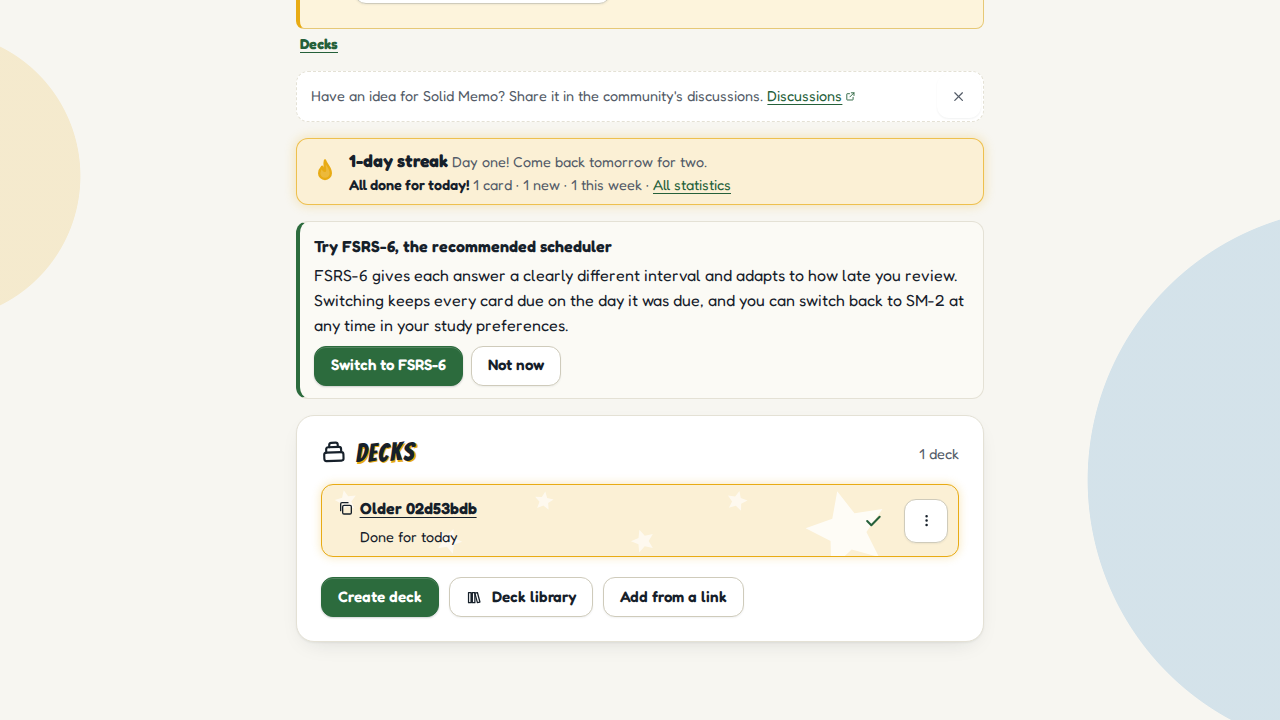 Decks
Have an idea for Solid Memo? Share it in the community's discussions. Discussions
1-day streak Day one! Come back tomorrow for two.
All done for today! 1 card · 1 new · 1 this week · All statistics
Try FSRS-6, the recommended scheduler
FSRS-6 gives each answer a clearly different interval and adapts to how late you review.
Switching keeps every card due on the day it was due, and you can switch back to SM-2 at
any time in your study preferences.
Switch to FSRS-6 Not now
DECKS 1 deck
Older 02d53bdb
Done for today
Create deck Deck library Add from a link